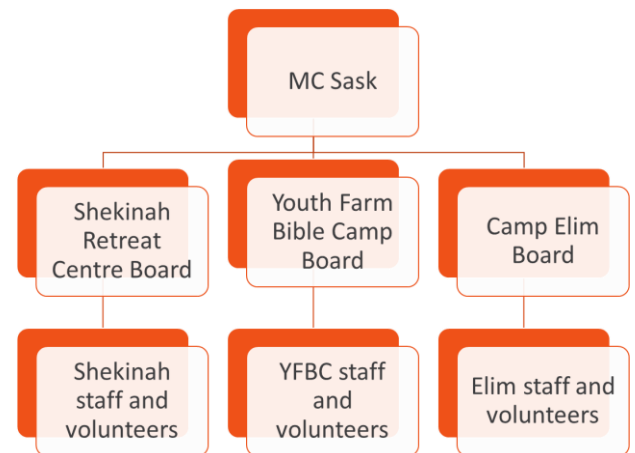 MC Sask
Shekinah
Retreat
Centre Board
Youth Farm
Bible Camp
Board
Camp Elim
Board
Shekinah
staff and
volunteers
YFBC staff
and
volunteers
Elim staff and
volunteers